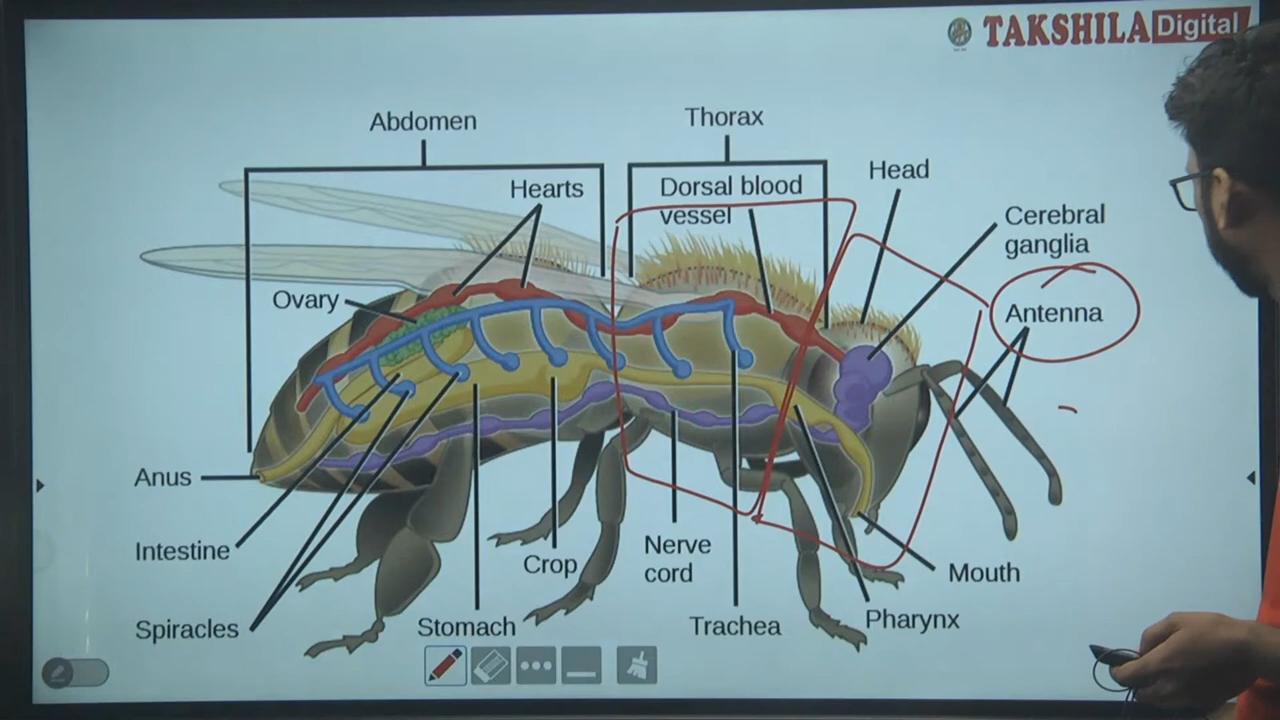 TAKSHILA Digital
Abdomen
Thorax
Hearts
Dorsal blood
vessel
Head
Cerebral
ganglia
Ovary
Antenna
Anus
Intestine
Spiracles
Stomach
Crop
Nerve
cord
Trachea
Pharynx
Mouth